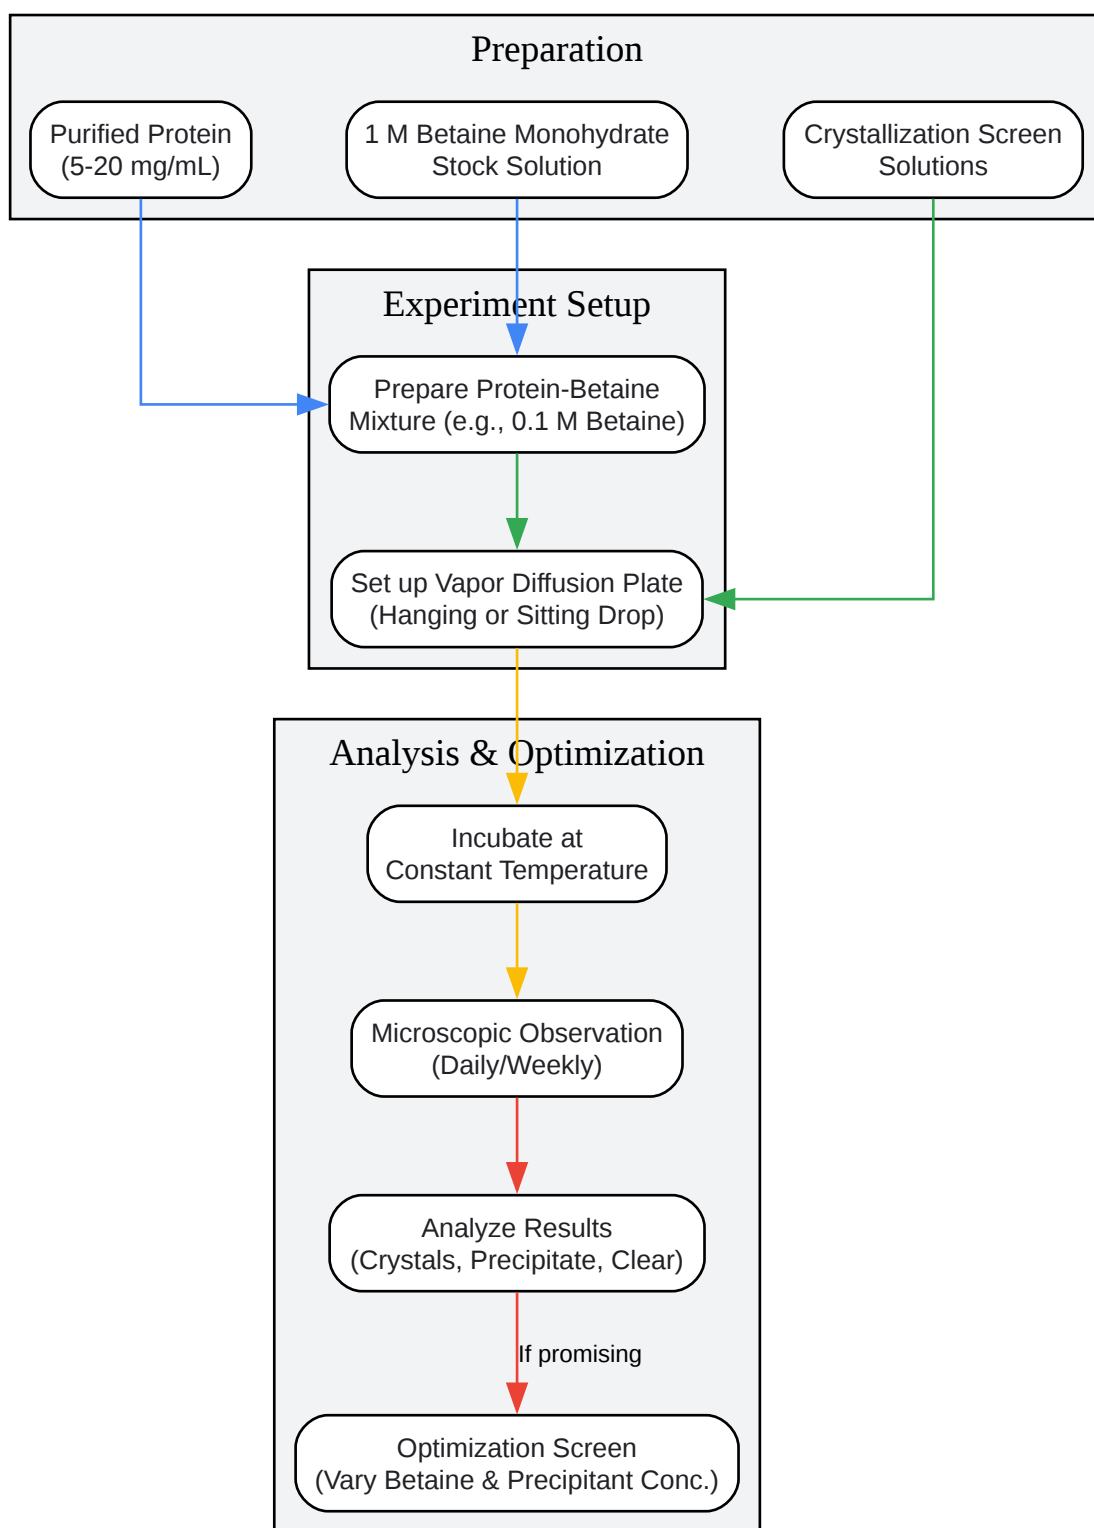 Preparation
Purified Protein
(5-20 mg/mL)
1 M Betaine Monohydrate
Stock Solution
Crystallization Screen
Solutions
Experiment Setup
Prepare Protein-Betaine
Mixture (e.g., 0.1 M Betaine)
Set up Vapor Diffusion Plate
(Hanging or Sitting Drop)
Analysis & Optimization
Incubate at
Constant Temperature
Microscopic Observation
(Daily/Weekly)
Analyze Results
(Crystals, Precipitate, Clear)
If promising
Optimization Screen
(Vary Betaine & Precipitant Conc.)